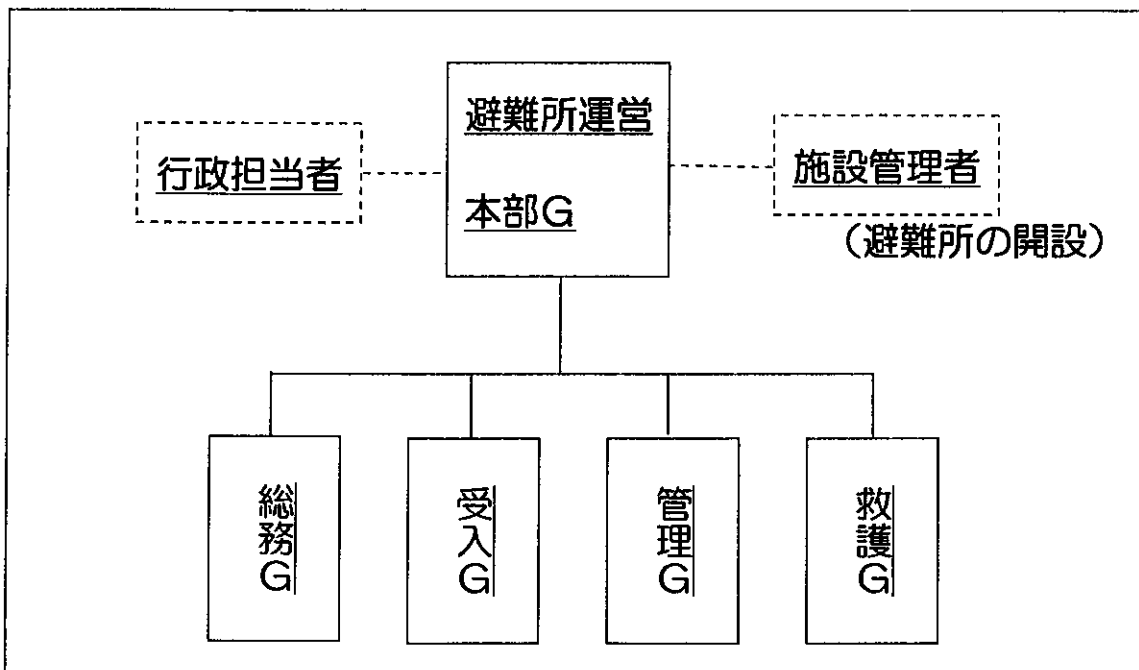 避難所運営
本部G
行政担当者
施設管理者
（避難所の開設）
総務G
受入G
管理G
救護G